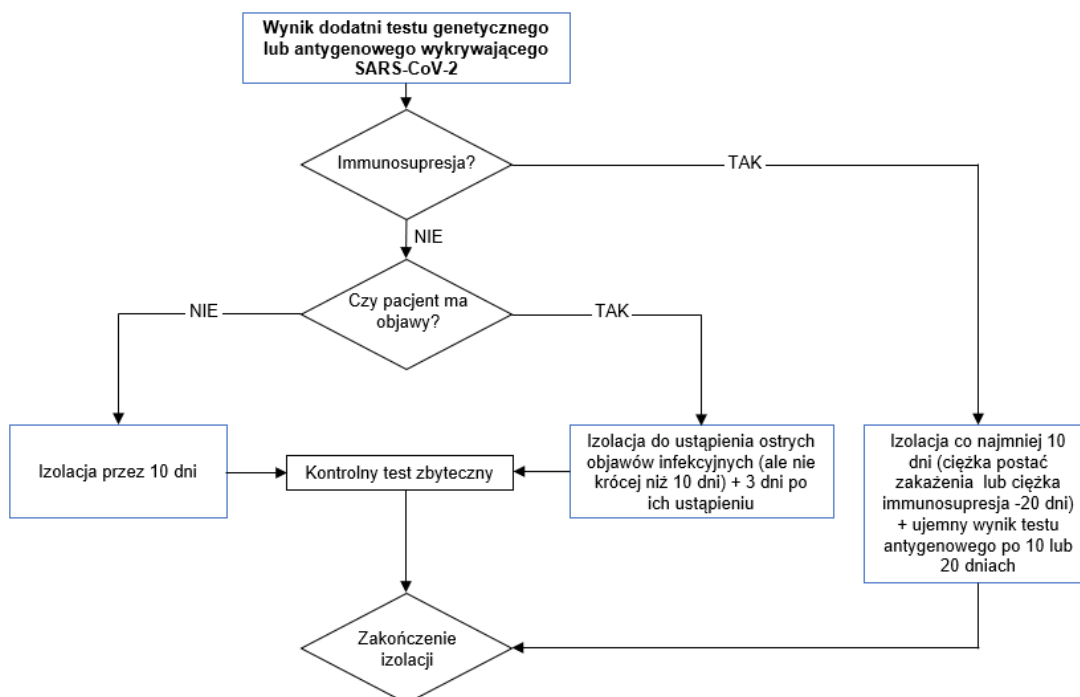 Wynik dodatni testu genetycznego
lub antygenowego wykrywającego
SARS-CoV-2
Immunosupresja?
TAK
NIE
Czy pacjent ma
objawy?
NIE
TAK
Izolacja przez 10 dni
Kontrolny test zbyteczny
Izolacja do ustąpienia ostrych
objawów infekcyjnych (ale nie
krócej niż 10 dni) + 3 dni po
ich ustąpieniu
Izolacja co najmniej 10
dni (ciężka postać
zakażenia lub ciężka
immunosupresja -20 dni)
+ ujemny wynik testu
antygenowego po 10 lub
20 dniach
Zakończenie
izolacji